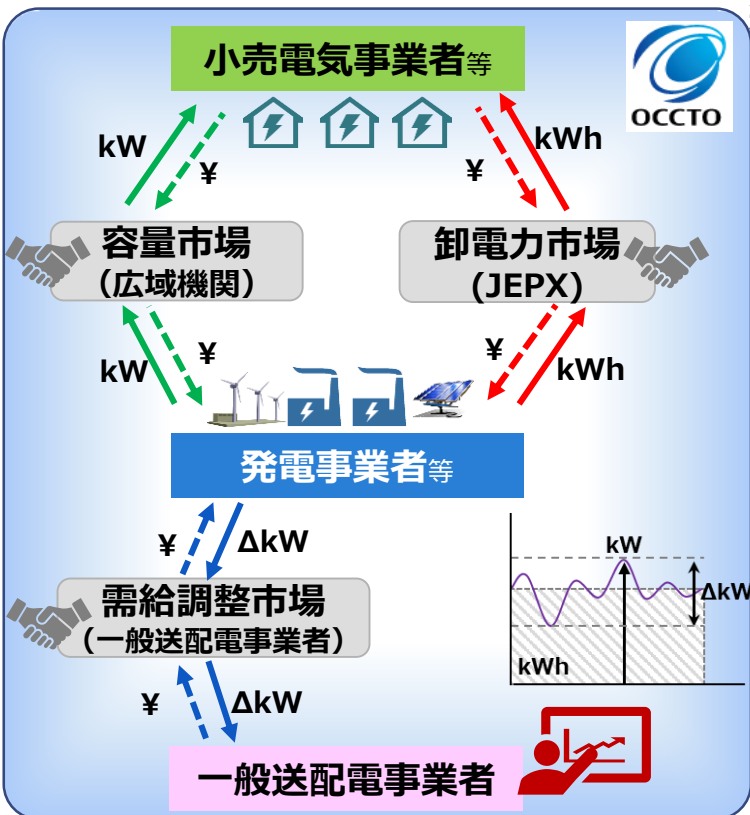 小売電気事業者等
OCCTO
kW
¥
¥
kWh
容量市場
（広域機関）
卸電力市場
(JEPX)
kW
¥
¥
kWh
発電事業者等
¥
ΔkW
需給調整市場
（一般送配電事業者）
¥
ΔkW
kW
ΔkW
kWh
一般送配電事業者